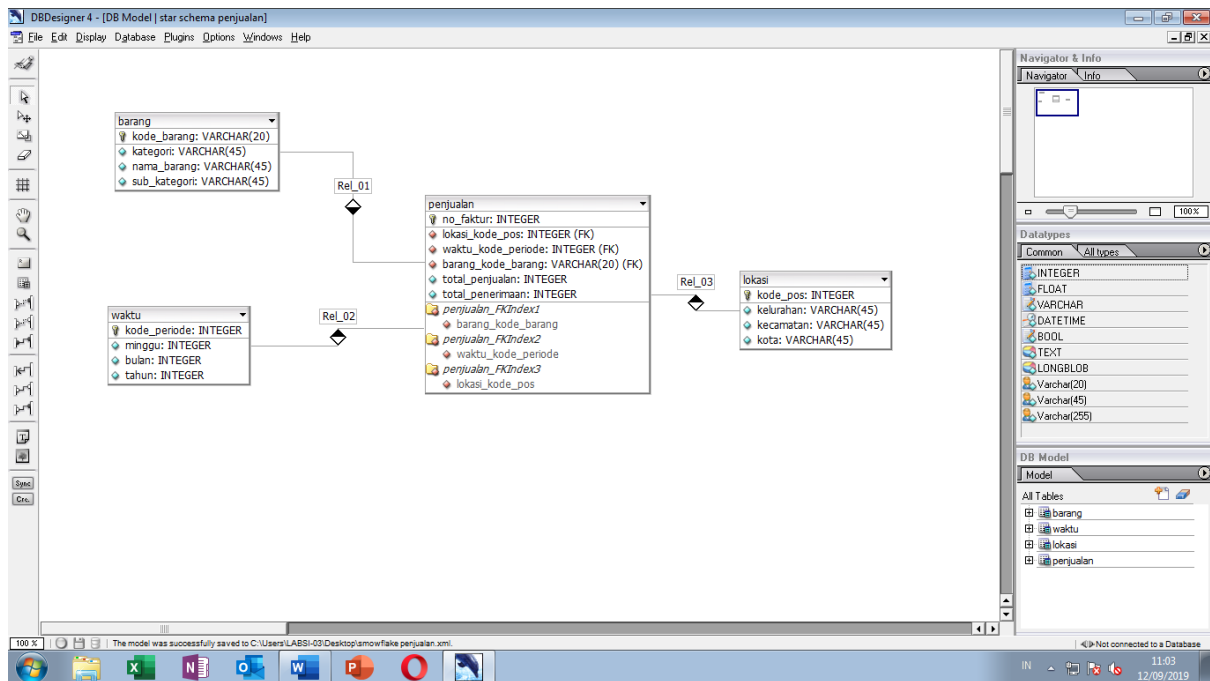 DBDesigner 4 - [DB Model | star schema penjualan]
File Edit Display Database Plugins Options Windows Help
barang
kode_barang: VARCHAR(20)
kategori: VARCHAR(45)
nama_barang: VARCHAR(45)
sub_kategori: VARCHAR(45)
Rel_01
penjualan
no_faktur: INTEGER
lokasi_kode_pos: INTEGER (FK)
waktu_kode_periode: INTEGER (FK)
barang_kode_barang: VARCHAR(20) (FK)
total_penjualan: INTEGER
total_penerimaan: INTEGER
penjualan_FKIndex1
barang_kode_barang
penjualan_FKIndex2
waktu_kode_periode
penjualan_FKIndex3
lokasi_kode_pos
waktu
kode_periode: INTEGER
minggu: INTEGER
bulan: INTEGER
tahun: INTEGER
Rel_02
Rel_03
lokasi
kode_pos: INTEGER
kelurahan: VARCHAR(45)
kecamatan: VARCHAR(45)
kota: VARCHAR(45)
Navigator & Info
Navigator Info
100%
Datatypes
Common All types
INTEGER
FLOAT
VARCHAR
DATETIME
BOOL
TEXT
LONGBLOB
Varchar(20)
Varchar(45)
Varchar(255)
DB Model
Model
All Tables
barang
waktu
lokasi
penjualan
Sync
100 % The model was successfully saved to C:\Users\LABSI-03\Desktop\smowflake penjualan.xml.
Not connected to a Database
IN 11:03
12/09/2019